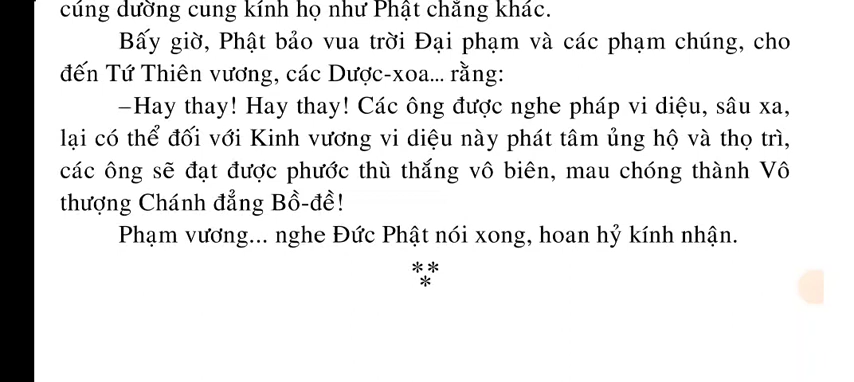 cúng dường cung kính họ như Phật chẳng khác.
Bấy giờ, Phật bảo vua trời Đại phạm và các phạm chúng, cho
đến Tứ Thiên vương, các Dược-xoa... rằng:
–Hay thay! Hay thay! Các ông được nghe pháp vi diệu, sâu xa,
lại có thể đối với Kinh vương vi diệu này phát tâm ủng hộ và thọ trì,
các ông sẽ đạt được phước thù thắng vô biên, mau chóng thành Vô
thượng Chánh đẳng Bồ-đề!
Phạm vương... nghe Đức Phật nói xong, hoan hỷ kính nhận.
**
*